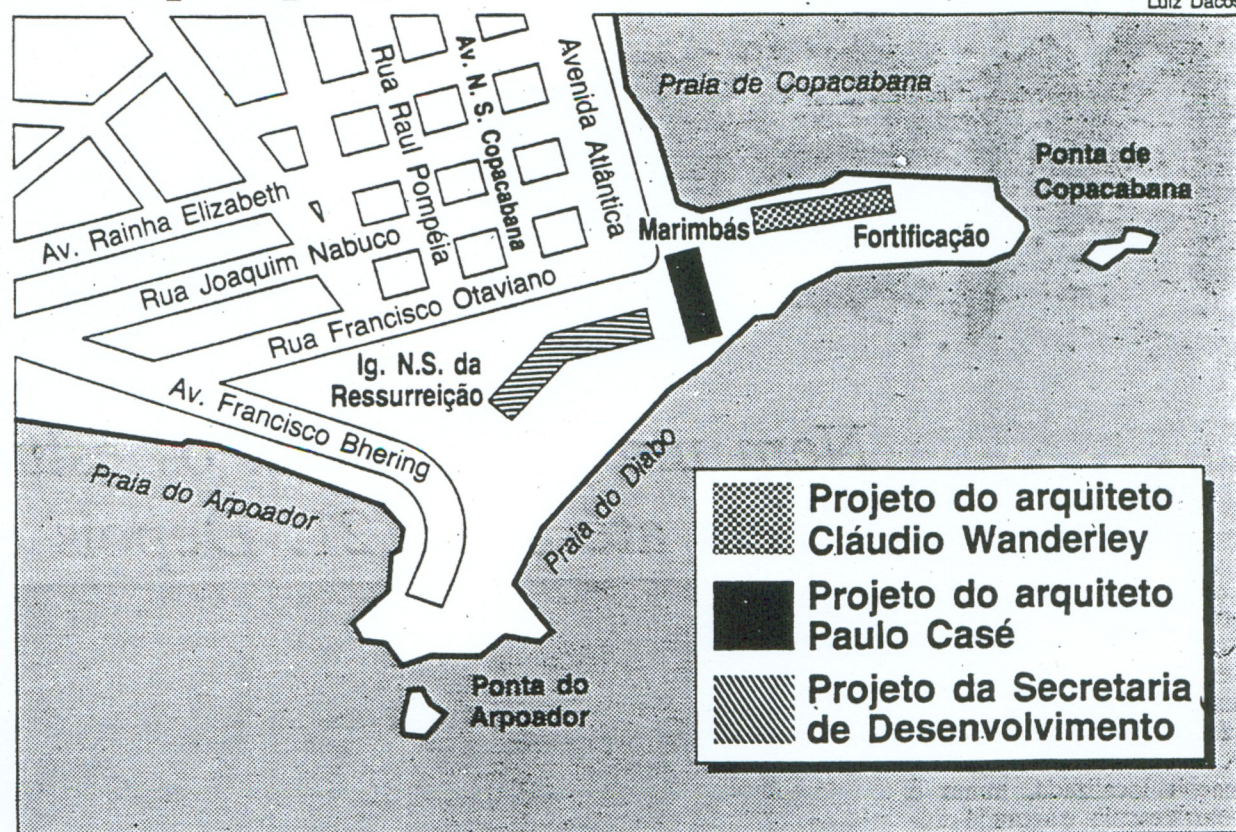 Luiz Dacos
Praia de Copacabana
Avenida Atlântica
Av. N. S. Copacabana
Rua Raul Pompéia
Ponta de
Copacabana
Av. Rainha Elizabeth
Marimbás
Fortificação
Rua Joaquim Nabuco
Rua Francisco Otaviano
Ig. N.S. da
Ressurreição
Av. Francisco Bhering
Praia do Arpoador
Praia do Diabo
Ponta do
Arpoador
Projeto do arquiteto
Cláudio Wanderley
Projeto do arquiteto
Paulo Casé
Projeto da Secretaria
de Desenvolvimento